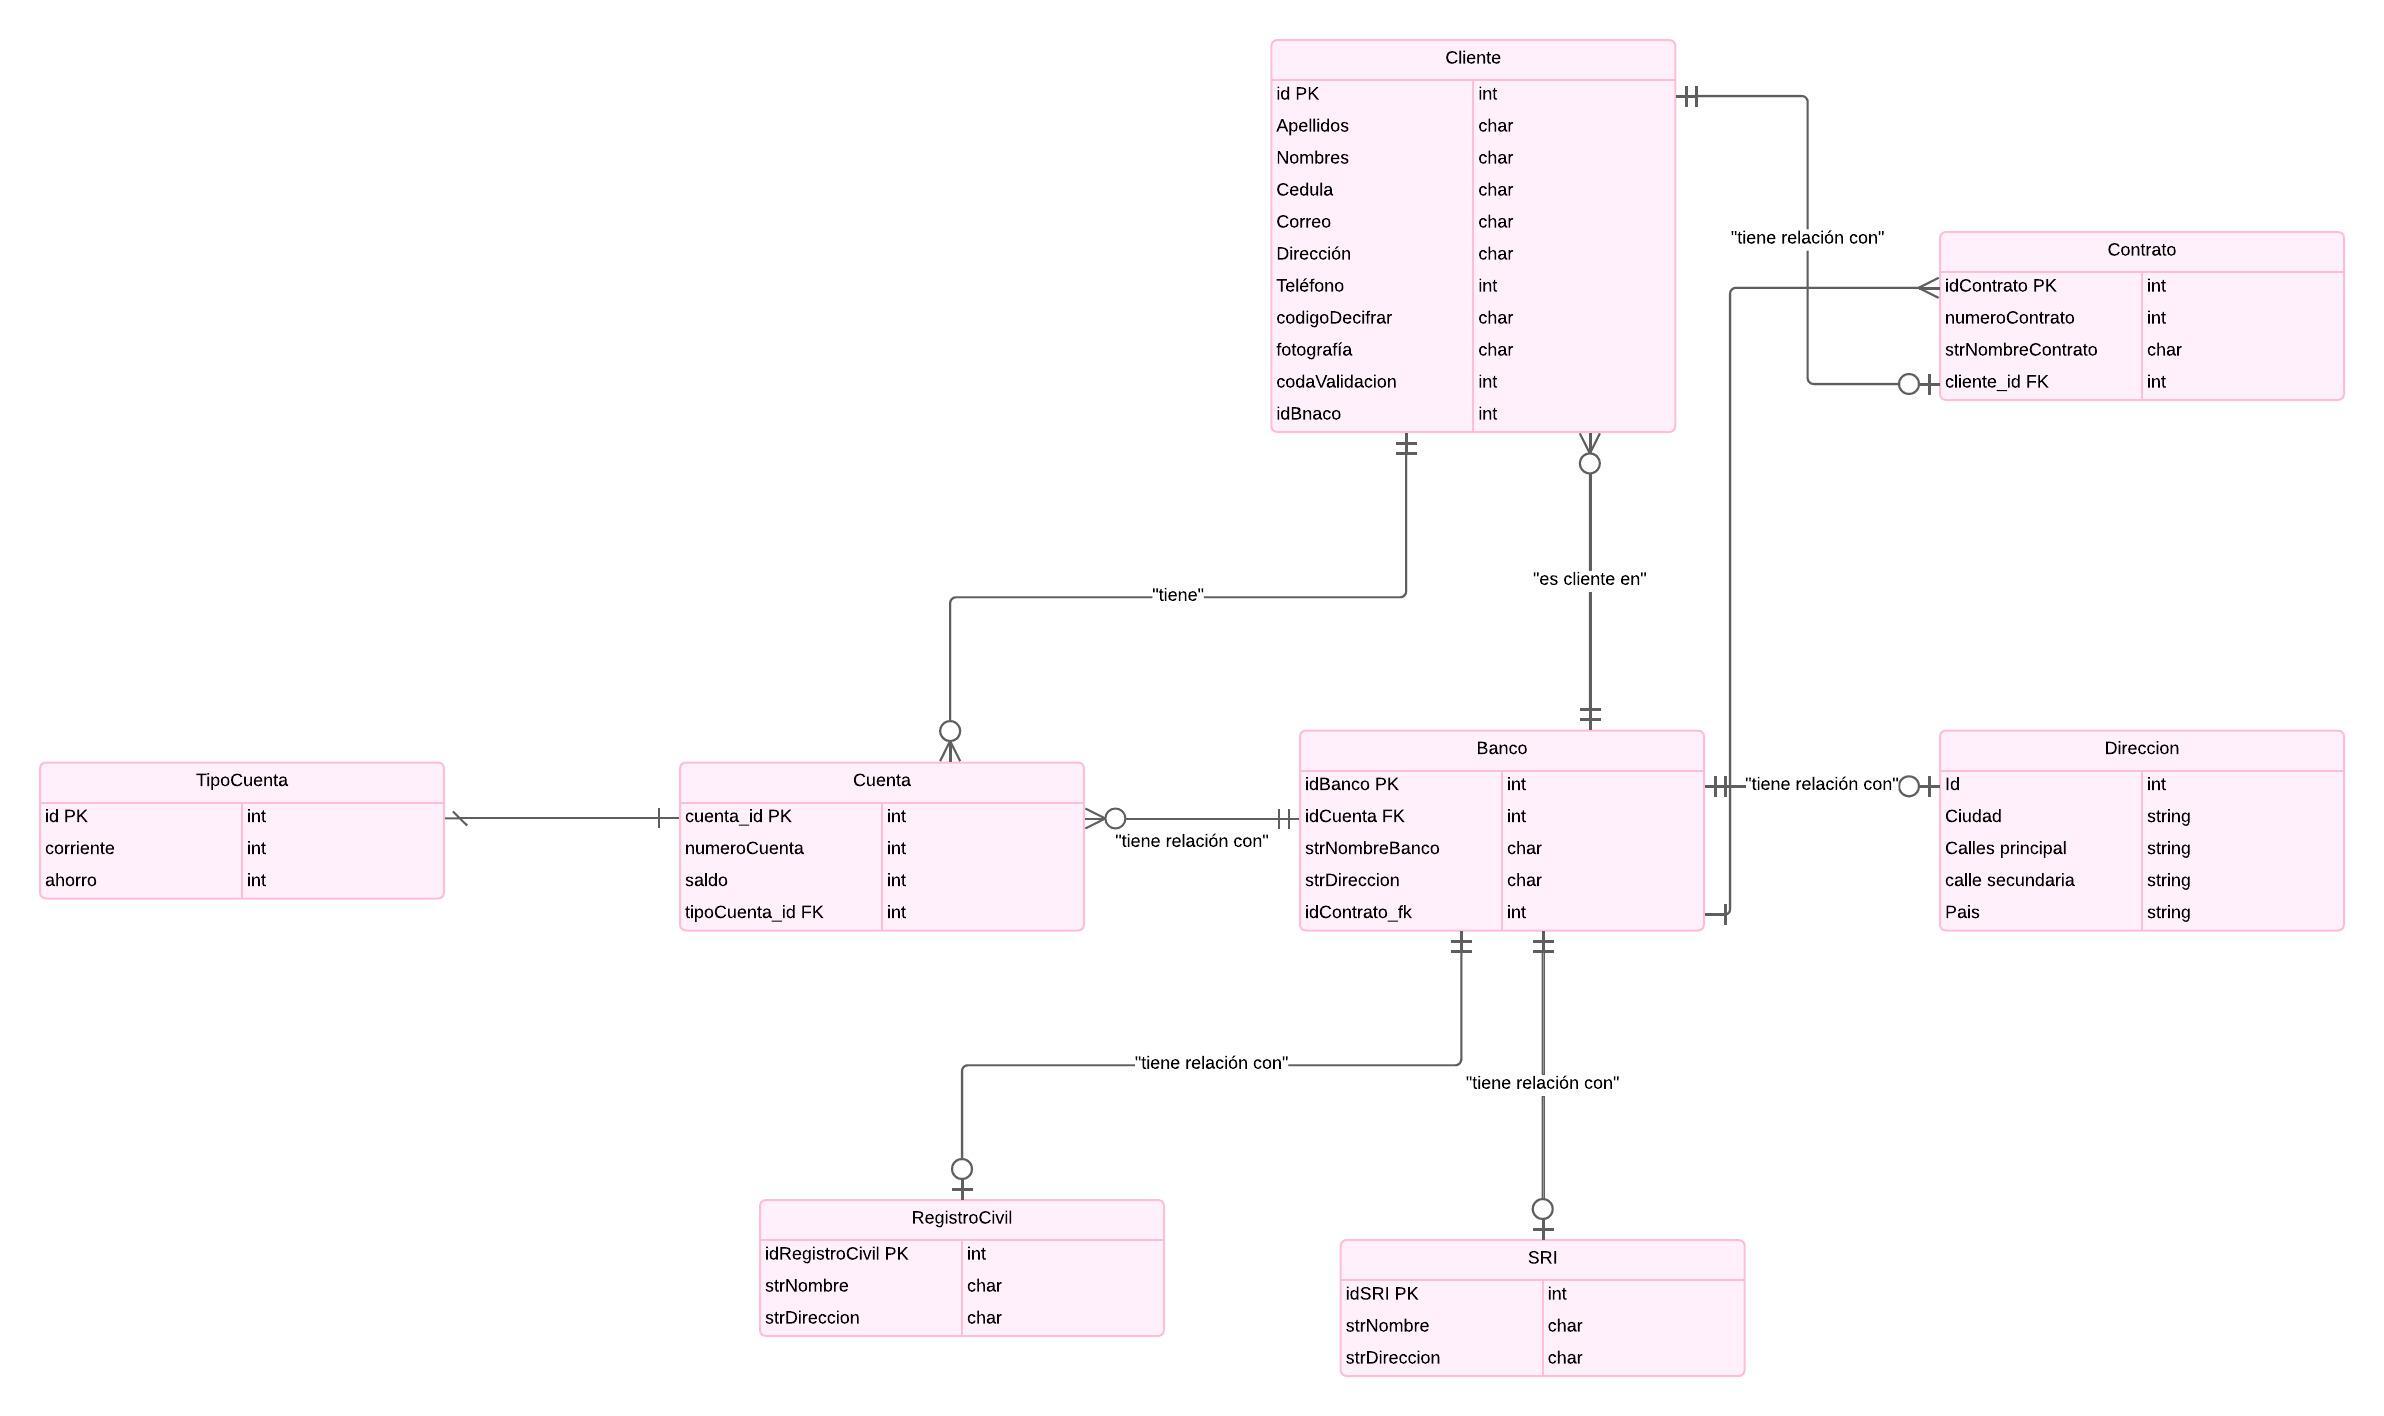 Cliente
id PK int
Apellidos char
Nombres char
Cedula char
Correo char
Dirección char
Teléfono int
codigoDecifrar char
fotografía char
codaValidacion int
idBnaco int
"tiene relación con"
Contrato
idContrato PK int
numeroContrato int
strNombreContrato char
cliente_id FK int
"tiene"
"es cliente en"
TipoCuenta
id PK int
corriente int
ahorro int
Cuenta
cuenta_id PK int
numeroCuenta int
saldo int
tipoCuenta_id FK int
"tiene relación con"
Banco
idBanco PK int
idCuenta FK int
strNombreBanco char
strDireccion char
idContrato_fk int
"tiene relación con"
Direccion
Id int
Ciudad string
Calles principal string
calle secundaria string
Pais string
"tiene relación con"
"tiene relación con"
RegistroCivil
idRegistroCivil PK int
strNombre char
strDireccion char
SRI
idSRI PK int
strNombre char
strDireccion char